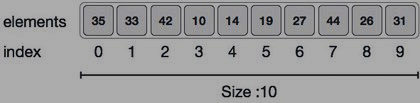 elements 35 33 42 10 14 19 27 44 26 31
index 0 1 2 3 4 5 6 7 8 9
Size :10